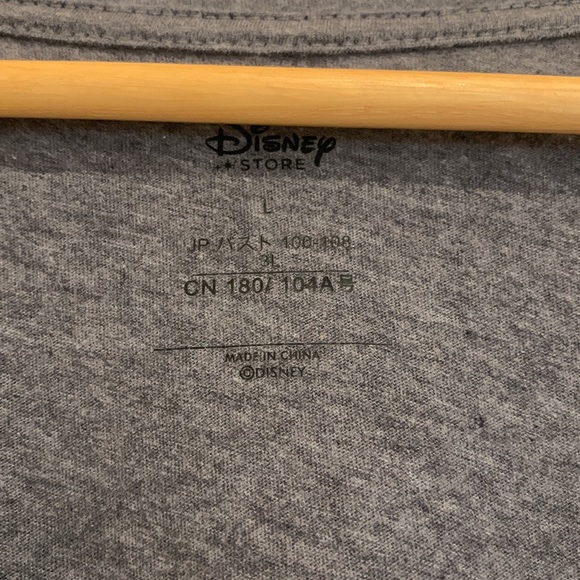 Disney
STORE
L
JP バスト 100-108
3L
CN 180/ 104A号
MADE IN CHINA
©DISNEY